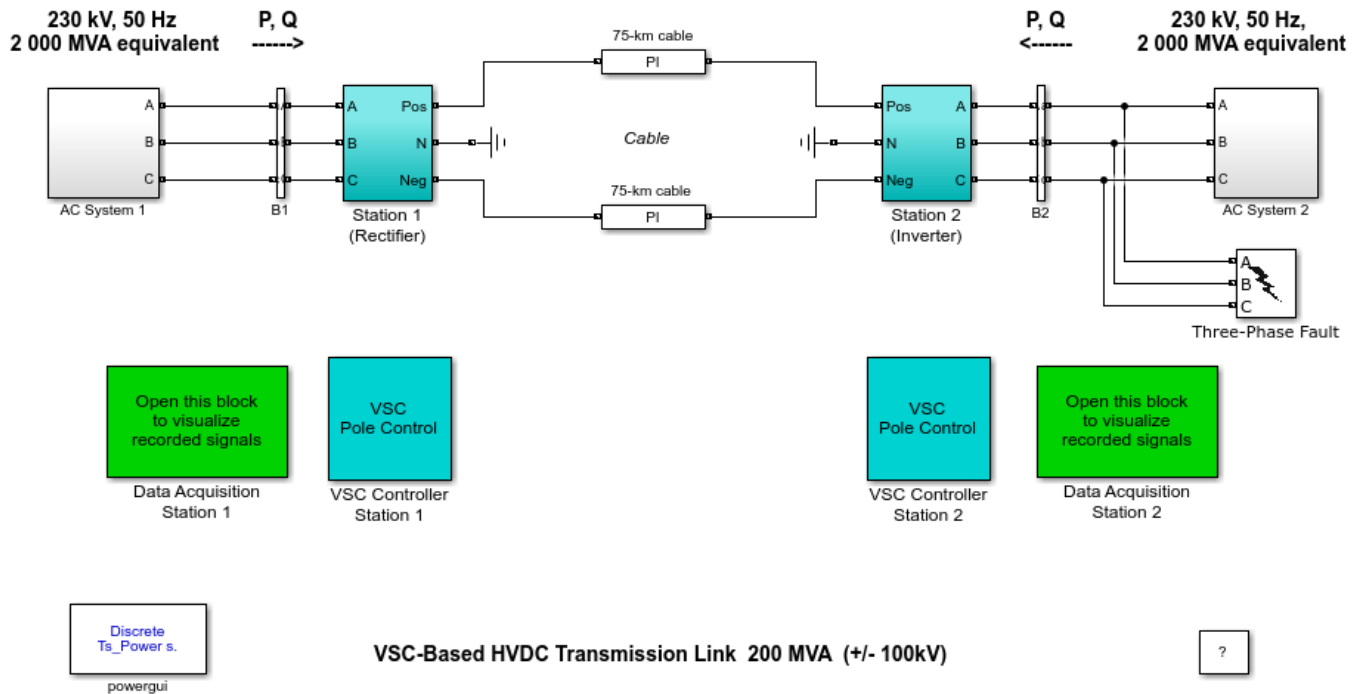 230 kV, 50 Hz
2 000 MVA equivalent
P, Q
------>
P, Q
<------
230 kV, 50 Hz,
2 000 MVA equivalent
75-km cable
PI
A
B
C
AC System 1
B1
A
B
C
Pos
N
Neg
Station 1
(Rectifier)
Cable
75-km cable
PI
Pos
N
Neg
A
B
C
Station 2
(Inverter)
B2
A
B
C
AC System 2
A
B
C
Three-Phase Fault
Open this block
to visualize
recorded signals
Data Acquisition
Station 1
VSC
Pole Control
VSC Controller
Station 1
VSC
Pole Control
VSC Controller
Station 2
Open this block
to visualize
recorded signals
Data Acquisition
Station 2
Discrete
Ts_Power s.
powergui
VSC-Based HVDC Transmission Link 200 MVA (+/- 100kV)
?